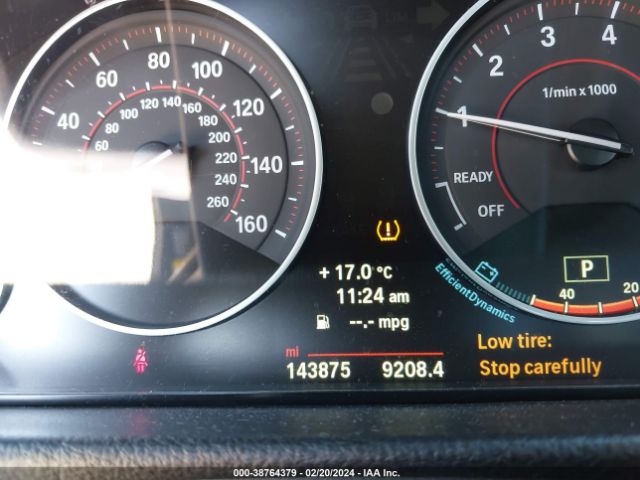 LIM
40
60
80
100
120
140
160
60
80
100
120
140
160
180
200
220
240
260
1
2
3
4
1/min x 1000
READY
OFF
P
EfficientDynamics
40
20
+ 17.0 °C
11:24 am
--.- mpg
mi
143875 9208.4
Low tire:
Stop carefully
000-38764379 - 02/20/2024 - IAA Inc.